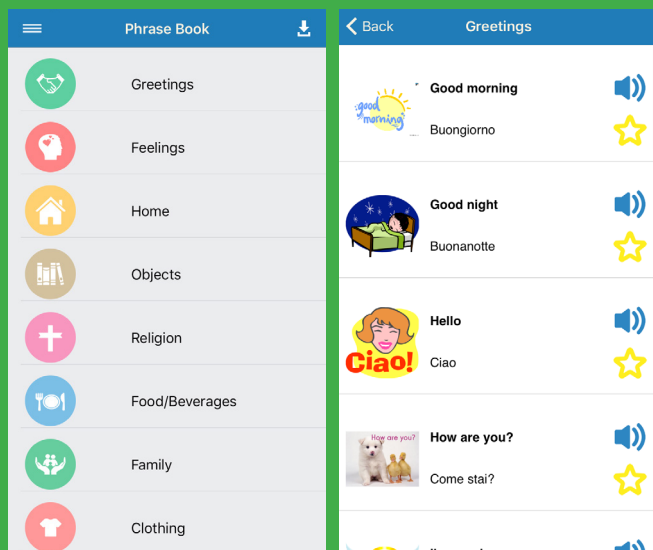 Phrase Book
Greetings
Feelings
Home
Objects
Religion
Food/Beverages
Family
Clothing
Back
Greetings
good morning
Good morning
Buongiorno
Good night
Buonanotte
Ciao!
Hello
Ciao
How are you?
How are you?
Come stai?